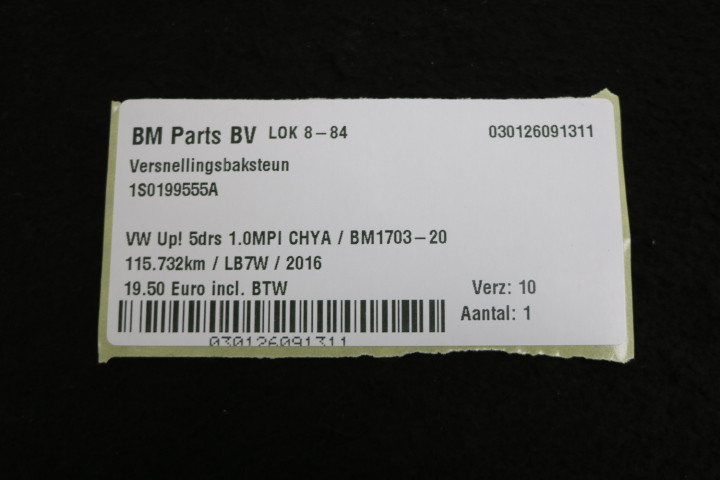 BM Parts BV LOK 8-84 030126091311
Versnellingsbaksteun
1S0199555A
VW Up! 5drs 1.0MPI CHYA / BM1703-20
115.732km / LB7W / 2016
19.50 Euro incl. BTW Verz: 10
Aantal: 1
030126091311